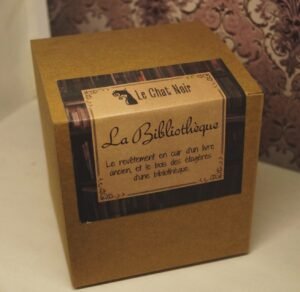 Le Chat Noir
La Bibliothèque
Le revêtement en cuir d'un livre
ancien, et le bois des étagères
d'une bibliothèque.